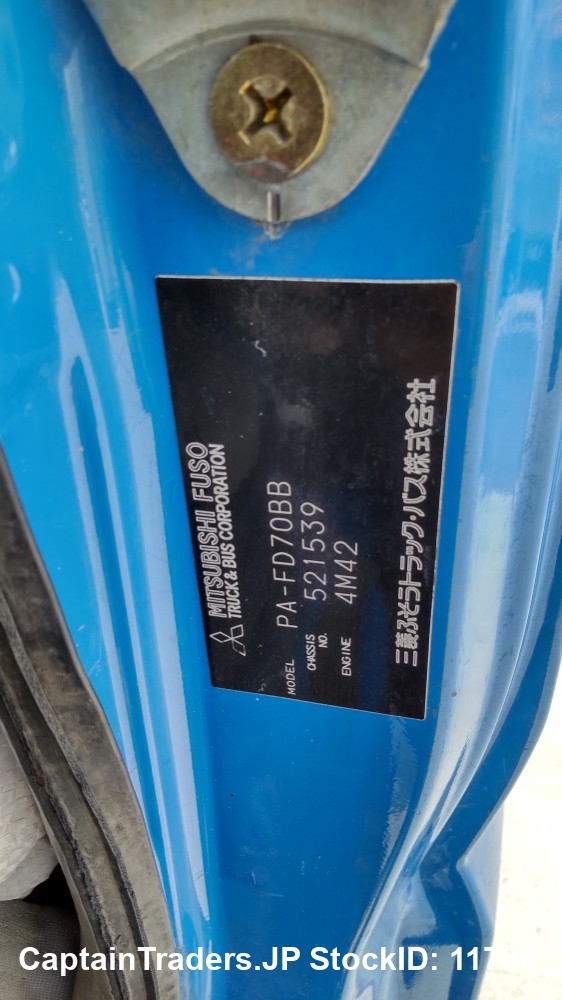 MITSUBISHI FUSO
TRUCK & BUS CORPORATION
MODEL PA-FD70BB
CHASSIS NO. 521539
ENGINE 4M42
三菱ふそうトラック・バス株式会社
CaptainTraders.JP StockID: